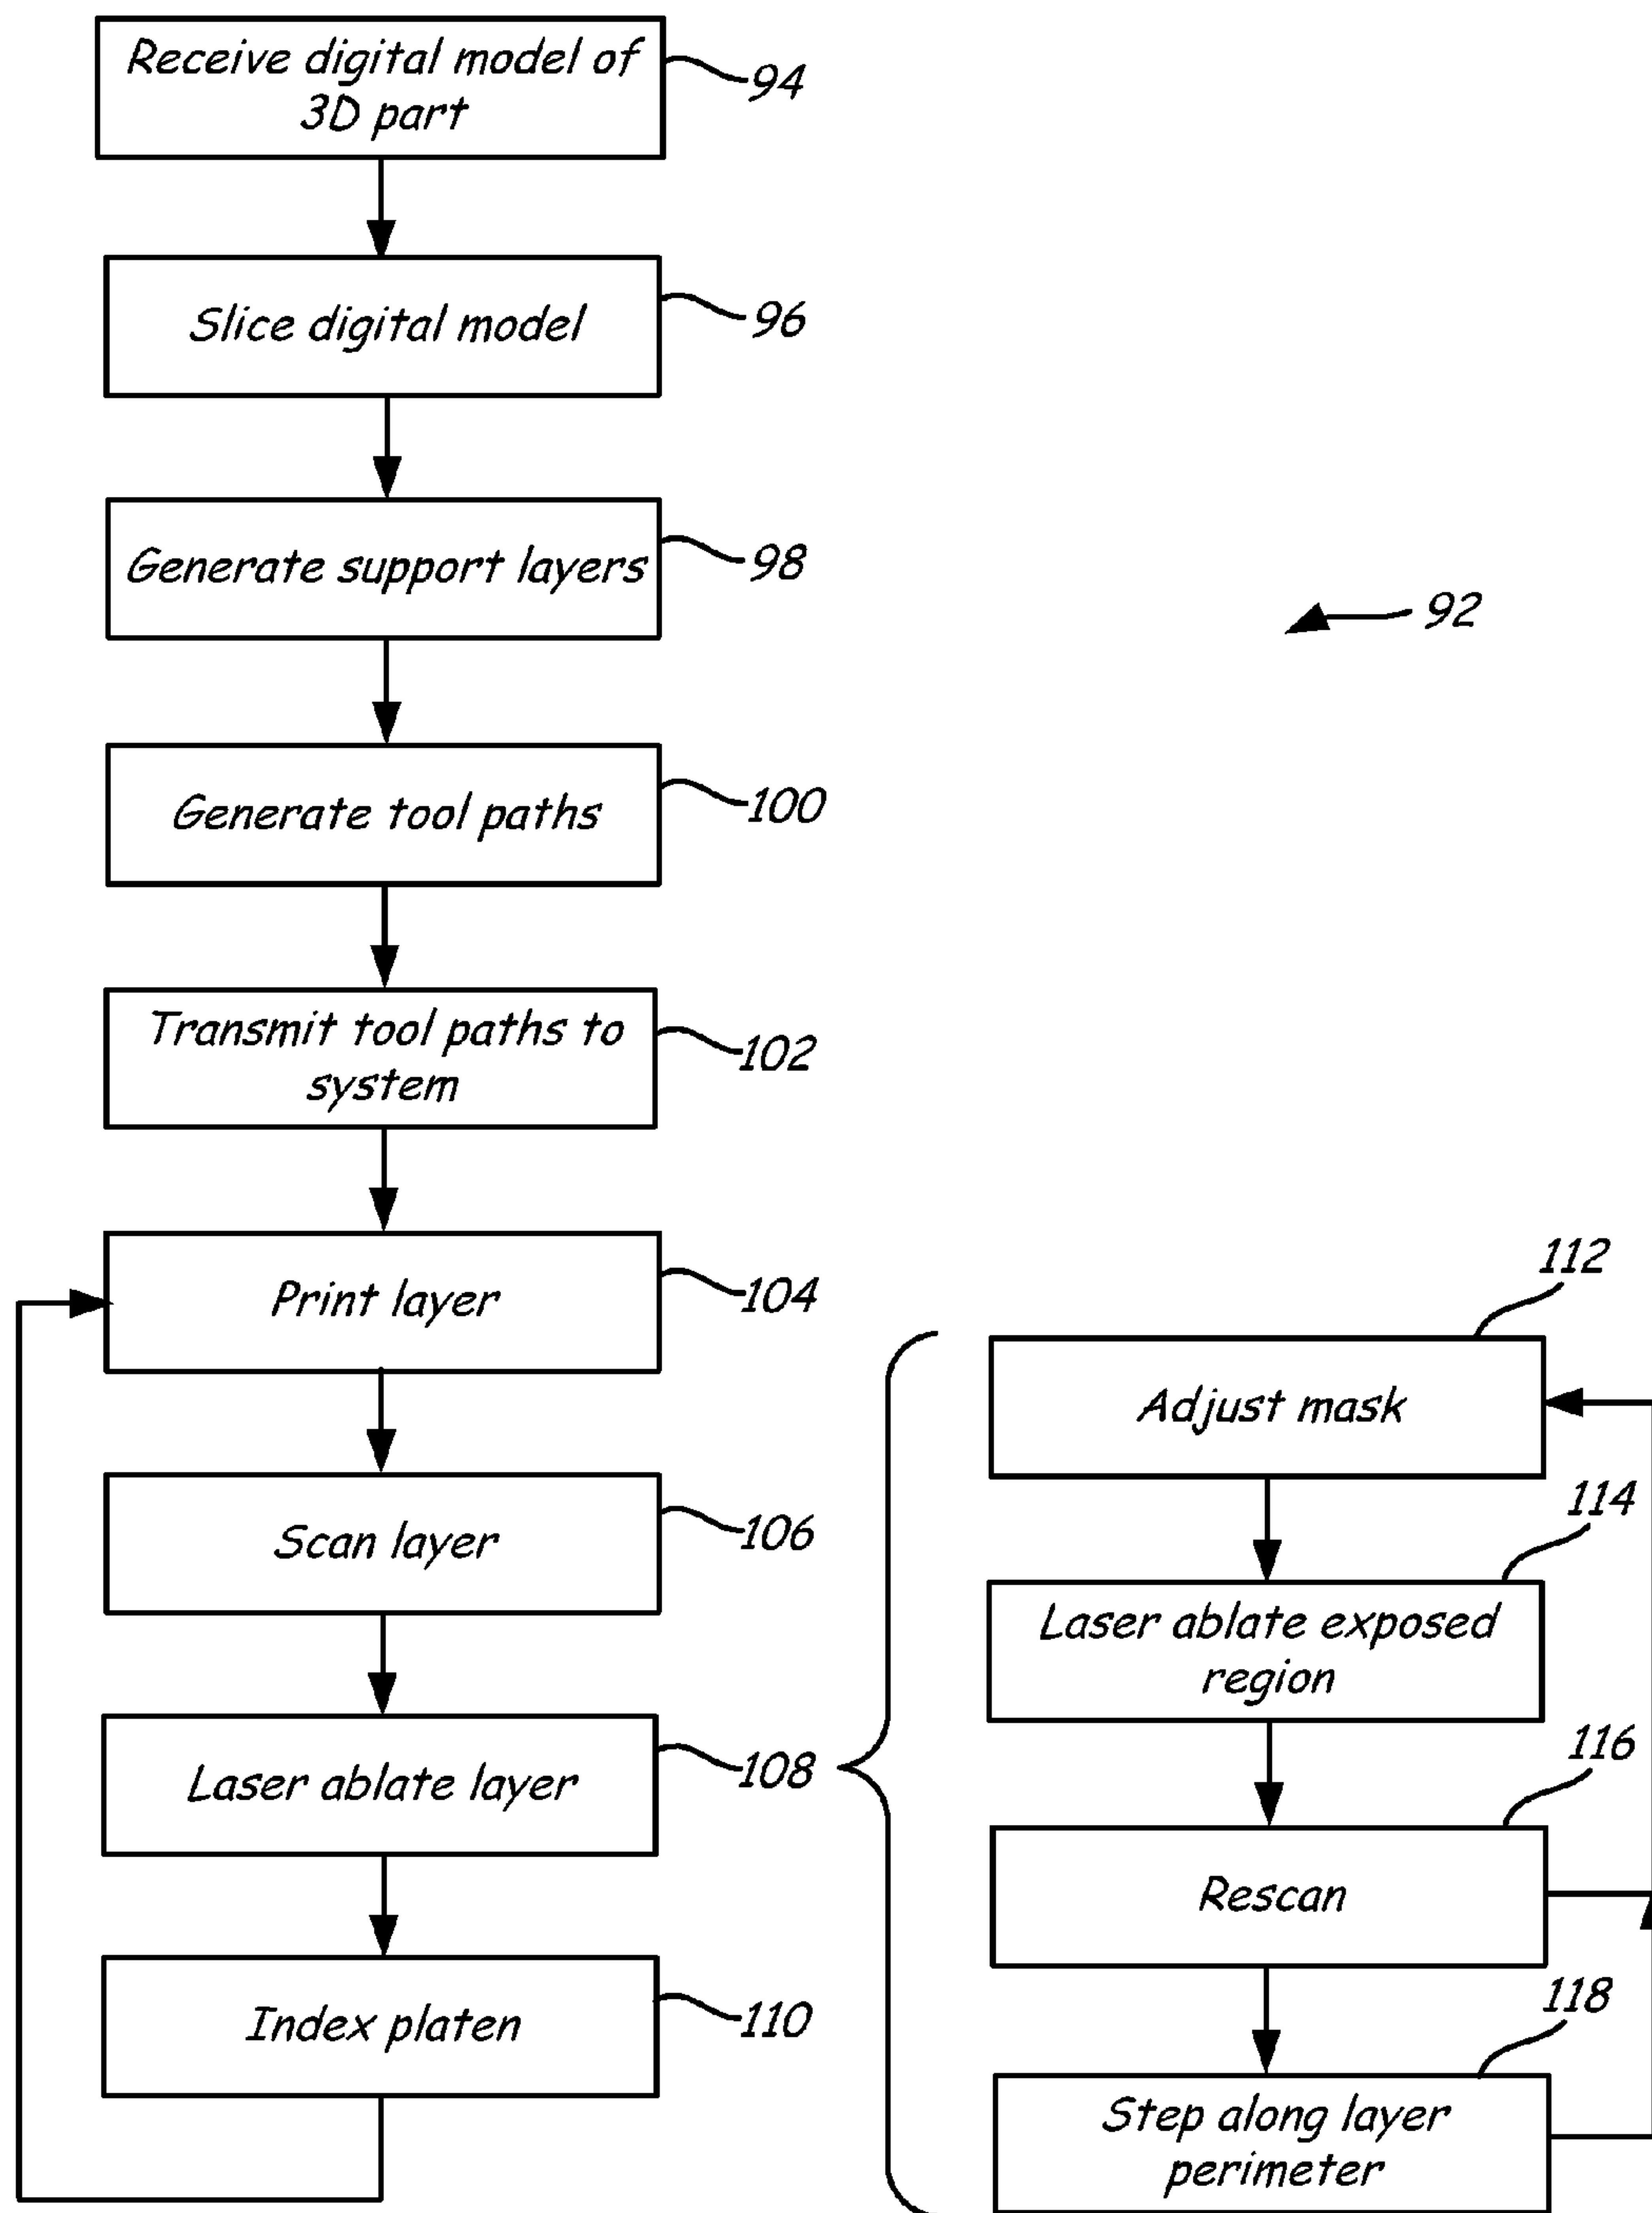 Receive digital model of
3D part
94
Slice digital model
96
Generate support layers
98
92
Generate tool paths
100
Transmit tool paths to
system
102
Print layer
104
Scan layer
106
Laser ablate layer
108
Index platen
110
112
Adjust mask
114
Laser ablate exposed
region
116
Rescan
118
Step along layer
perimeter